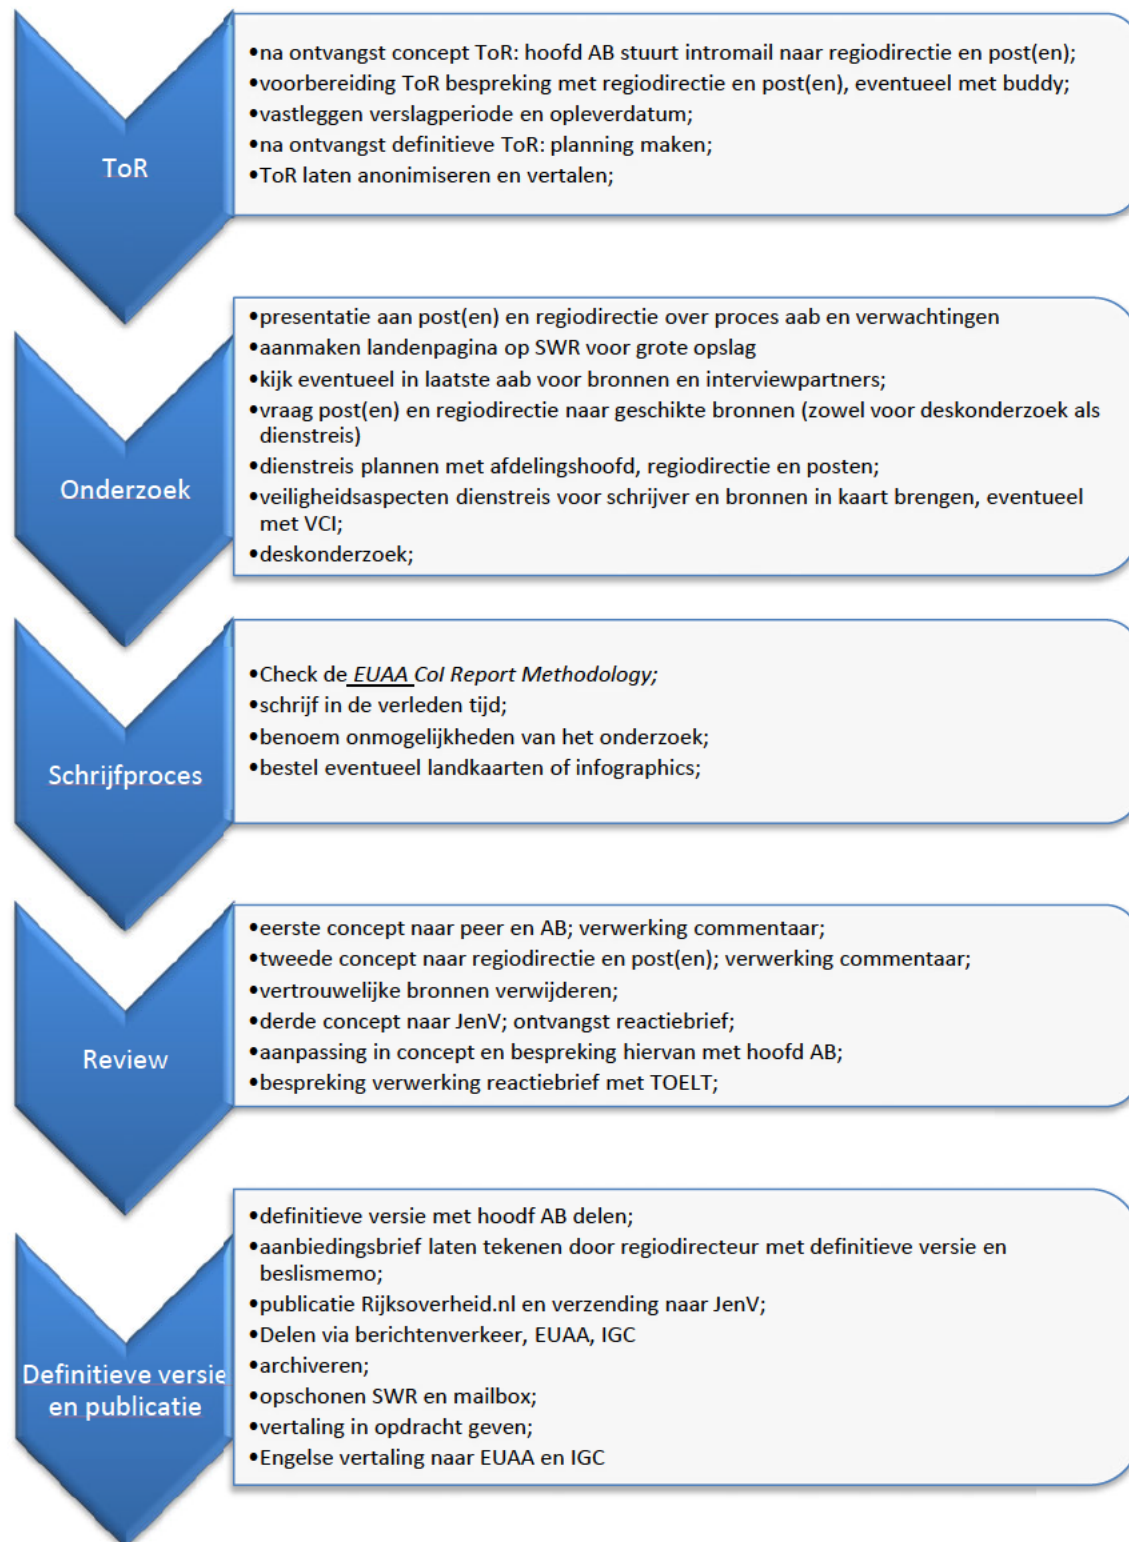 ToR
•na ontvangst concept ToR: hoofd AB stuurt intromail naar regiodirectie en post(en);
•voorbereiding ToR bespreking met regiodirectie en post(en), eventueel met buddy;
•vastleggen verslagperiode en opleverdatum;
•na ontvangst definitieve ToR: planning maken;
•ToR laten anonimiseren en vertalen;
Onderzoek
•presentatie aan post(en) en regiodirectie over proces aab en verwachtingen
•aanmaken landenpagina op SWR voor grote opslag
•kijk eventueel in laatste aab voor bronnen en interviewpartners;
•vraag post(en) en regiodirectie naar geschikte bronnen (zowel voor deskonderzoek als
dienstreis)
•dienstreis plannen met afdelingshoofd, regiodirectie en posten;
•veiligheidsaspecten dienstreis voor schrijver en bronnen in kaart brengen, eventueel
met VCI;
•deskonderzoek;
Schrijfproces
•Check de EUAA CoI Report Methodology;
•schrijf in de verleden tijd;
•benoem onmogelijkheden van het onderzoek;
•bestel eventueel landkaarten of infographics;
Review
•eerste concept naar peer en AB; verwerking commentaar;
•tweede concept naar regiodirectie en post(en); verwerking commentaar;
•vertrouwelijke bronnen verwijderen;
•derde concept naar JenV; ontvangst reactiebrief;
•aanpassing in concept en bespreking hiervan met hoofd AB;
•bespreking verwerking reactiebrief met TOELT;
Definitieve versie
en publicatie
•definitieve versie met hoodf AB delen;
•aanbiedingsbrief laten tekenen door regiodirecteur met definitieve versie en
beslismemo;
•publicatie Rijksoverheid.nl en verzending naar JenV;
•Delen via berichtenverkeer, EUAA, IGC
•archiveren;
•opschonen SWR en mailbox;
•vertaling in opdracht geven;
•Engelse vertaling naar EUAA en IGC